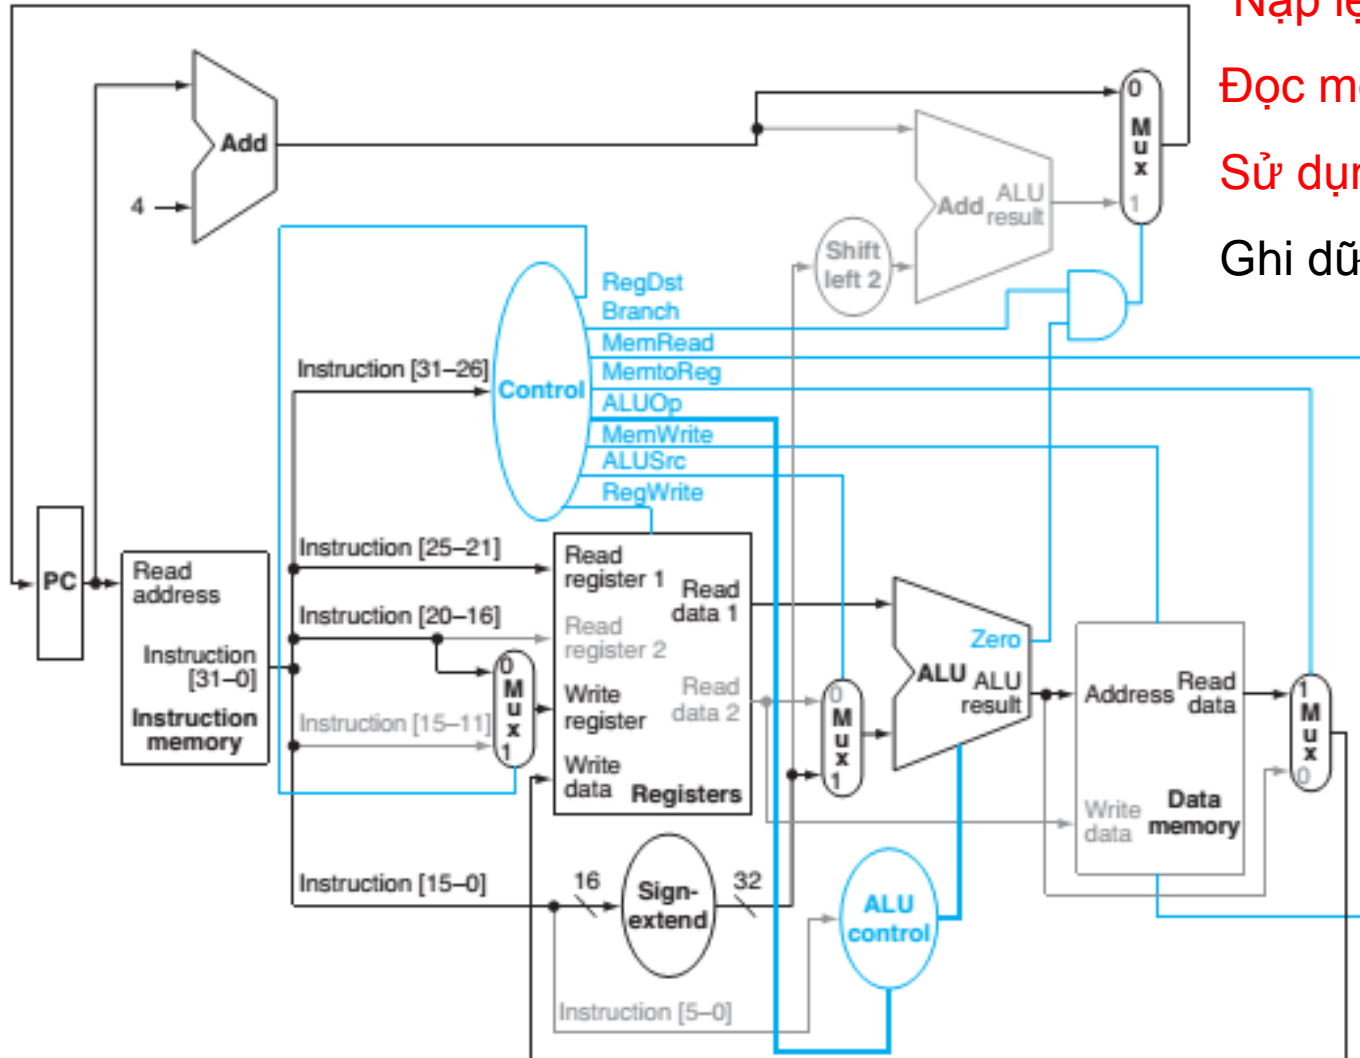 Nạp
Đọc
Sử
Ghi
0
M
u
x
1
Add
4
Add
ALU
result
Shift
left 2
RegDst
Branch
MemRead
MemtoReg
ALUOp
MemWrite
ALUSrc
RegWrite
Instruction [31–26]
Control
PC
Read
address
Instruction
[31–0]
Instruction
memory
Instruction [25–21]
Instruction [20–16]
Instruction [15–11]
0
M
u
x
1
Read
register 1
Read
register 2
Write
register
Write
data
Read
data 1
Read
data 2
Registers
0
M
u
x
1
Zero
ALU
ALU
result
Address
Read
data
Write
data
Data
memory
1
M
u
x
0
Instruction [15–0]
16
Sign-
extend
32
ALU
control
Instruction [5–0]